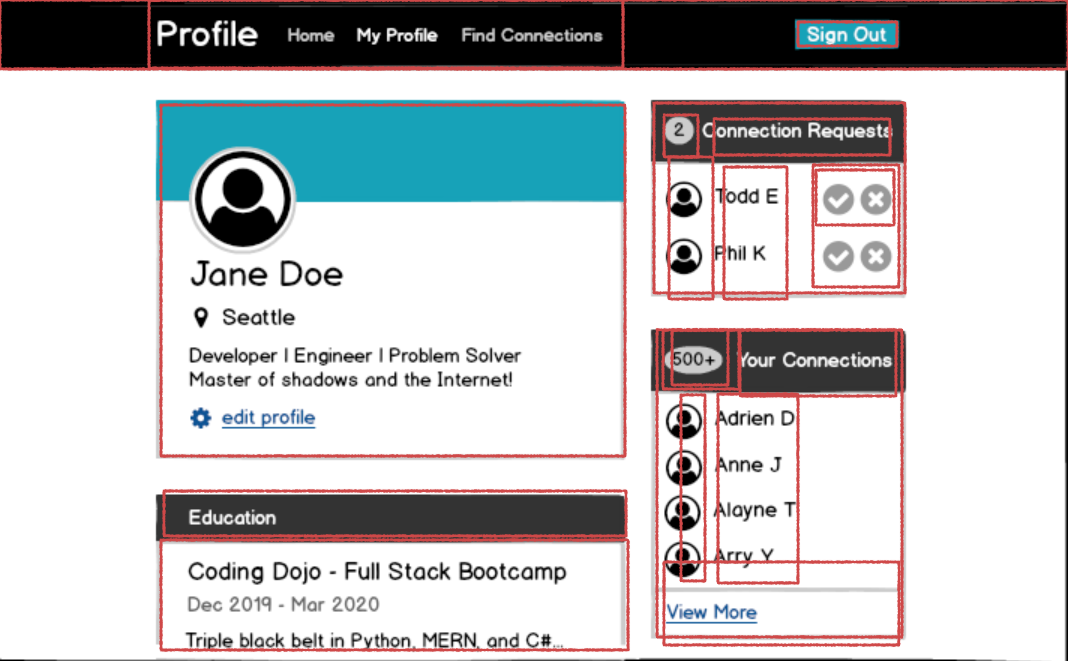 Profile Home My Profile Find Connections Sign Out
Jane Doe
Seattle
Developer | Engineer | Problem Solver
Master of shadows and the Internet!
edit profile
Education
Coding Dojo - Full Stack Bootcamp
Dec 2019 - Mar 2020
Triple black belt in Python, MERN, and C#...
2 Connection Requests
Todd E
Phil K
500+ Your Connections
Adrien D
Anne J
Alayne T
Arry Y
View More